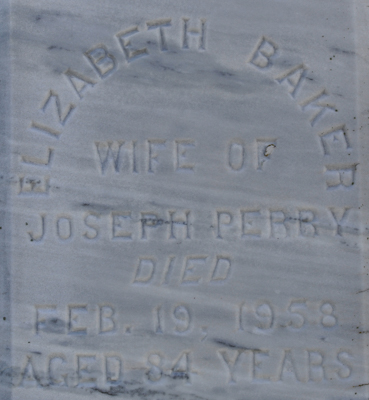 ELIZABETH BAKER
WIFE OF
JOSEPH PERRY
DIED
FEB. 19, 1958
AGED 84 YEARS